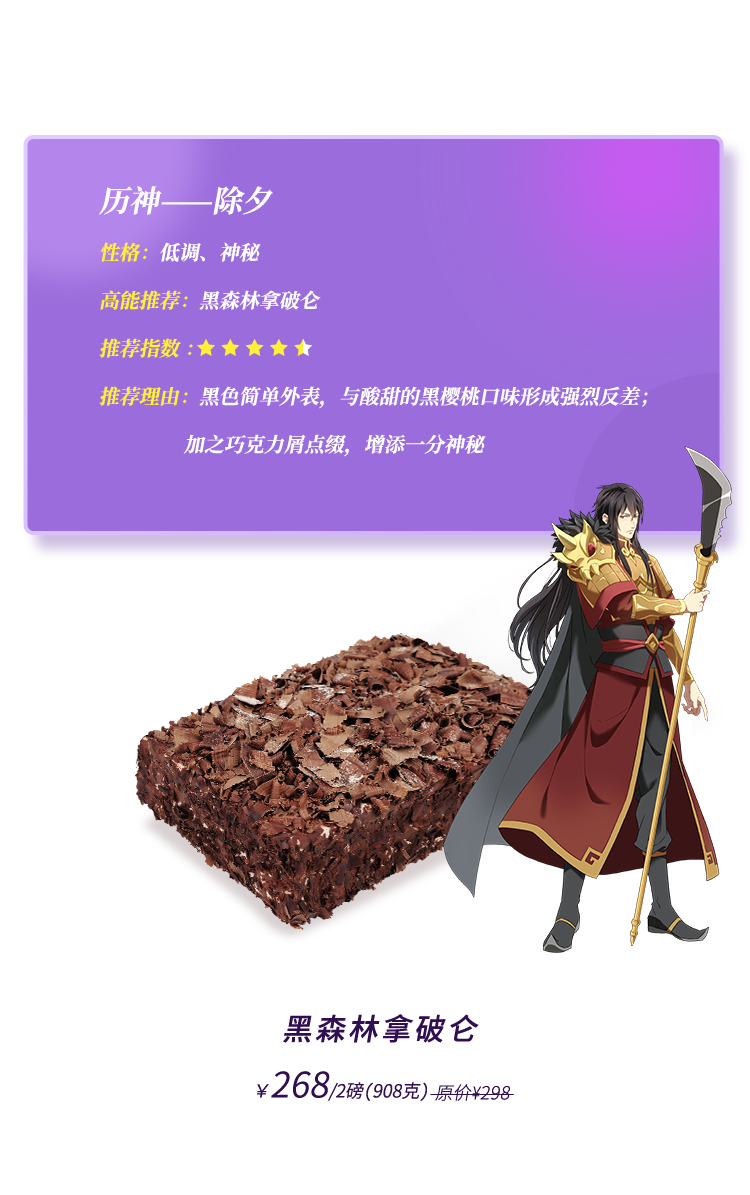 历神——除夕
性格：低调、神秘
高能推荐：黑森林拿破仑
推荐指数：★★★★⯪
推荐理由：黑色简单外表，与酸甜的黑樱桃口味形成强烈反差；
加之巧克力屑点缀，增添一分神秘
黑森林拿破仑
￥268/2磅(908克) 原价¥298